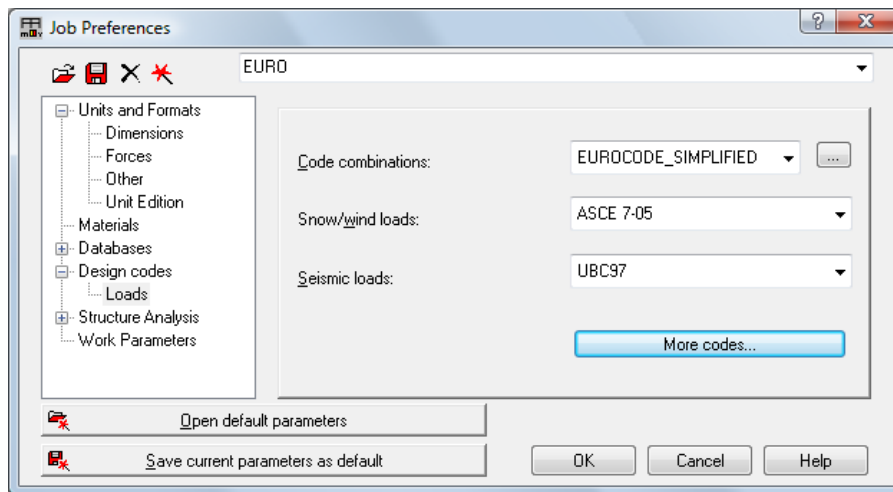 Job Preferences
EURO
Units and Formats
Dimensions
Forces
Other
Unit Edition
Materials
Databases
Design codes
Loads
Structure Analysis
Work Parameters
Code combinations:
EUROCODE_SIMPLIFIED
...
Snow/wind loads:
ASCE 7-05
Seismic loads:
UBC97
More codes...
Open default parameters
Save current parameters as default
OK
Cancel
Help